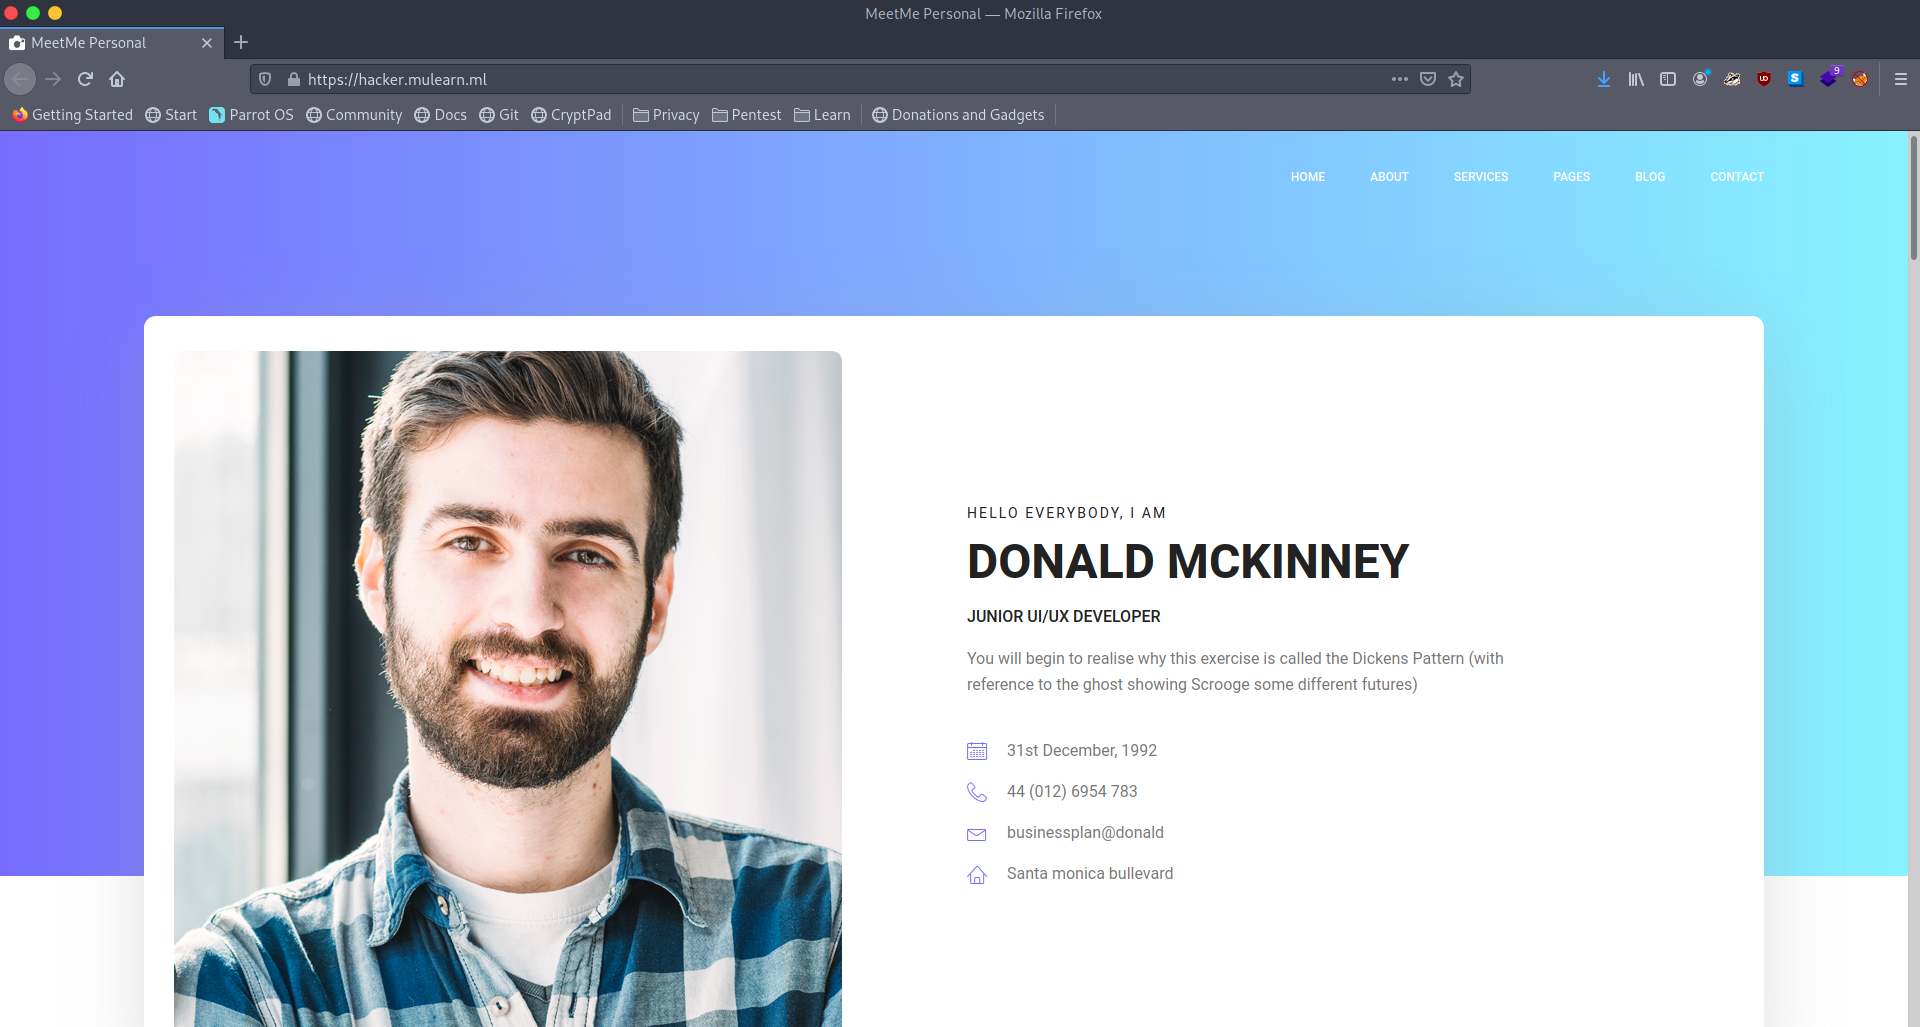 MeetMe Personal — Mozilla Firefox
MeetMe Personal
https://hacker.mulearn.ml
9
Getting Started Start Parrot OS Community Docs Git CryptPad Privacy Pentest Learn Donations and Gadgets
HOME ABOUT SERVICES PAGES BLOG CONTACT
HELLO EVERYBODY, I AM
DONALD MCKINNEY
JUNIOR UI/UX DEVELOPER
You will begin to realise why this exercise is called the Dickens Pattern (with
reference to the ghost showing Scrooge some different futures)
31st December, 1992
44 (012) 6954 783
businessplan@donald
Santa monica bullevard